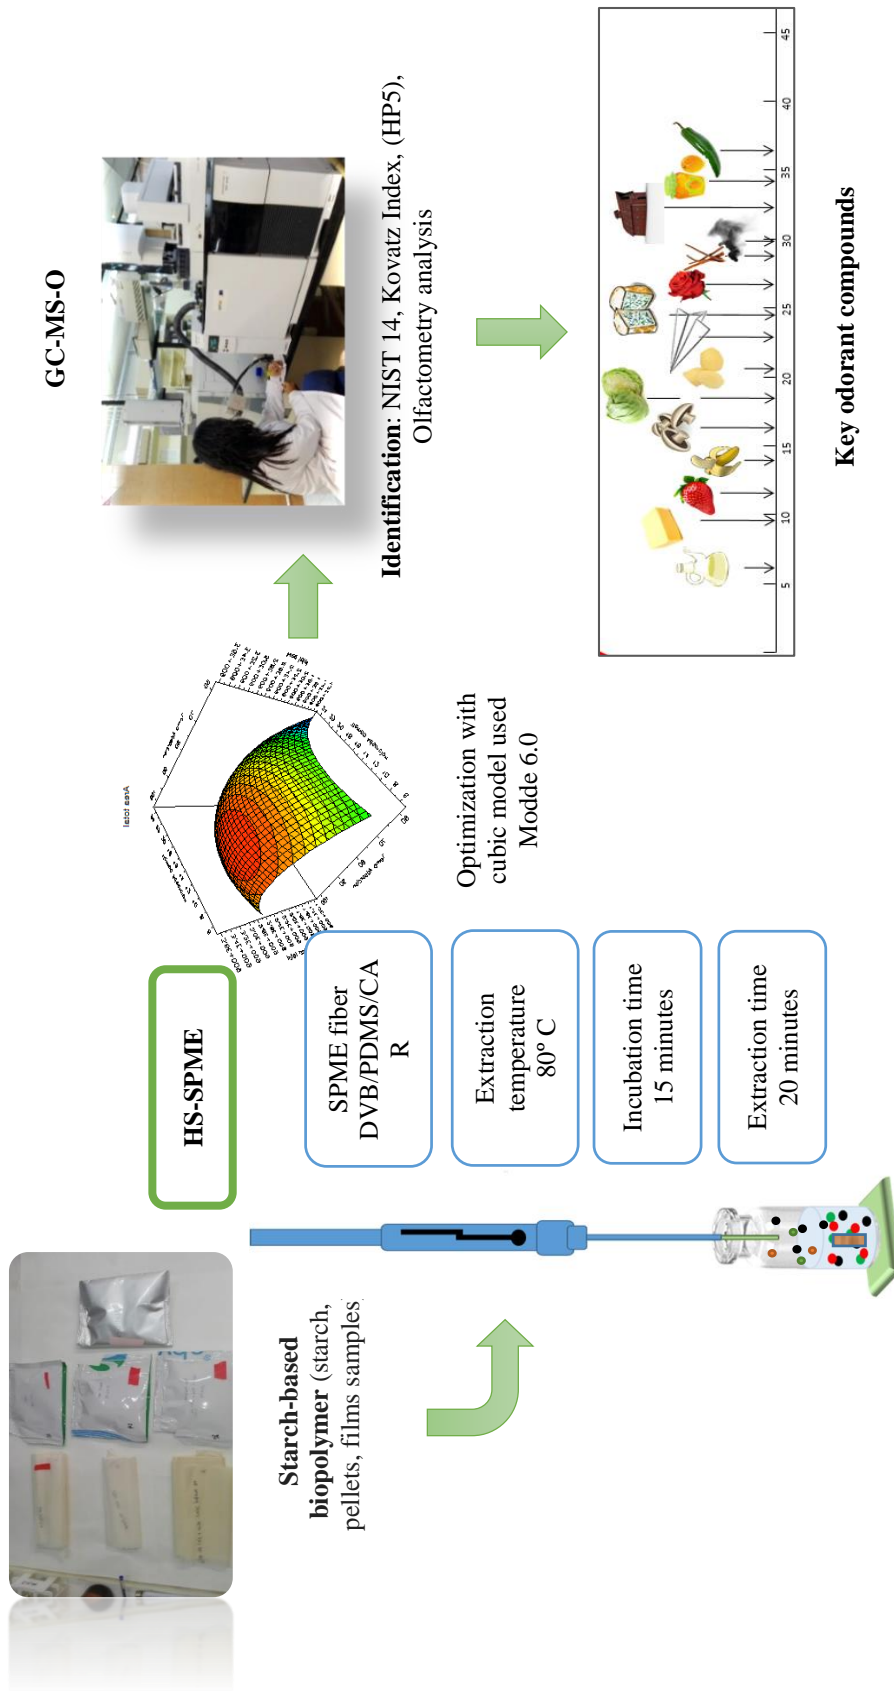 Starch-based
biopolymer (starch,
pellets, films samples
HS-SPME
SPME fiber
DVB/PDMS/CA
R
Extraction
temperature
80º C
Incubation time
15 minutes
Extraction time
20 minutes
Area total
Optimization with
cubic model used
Modde 6.0
GC-MS-O
Identification: NIST 14, Kovatz Index, (HP5),
Olfactometry analysis
5 10 15 20 25 30 35 40 45
Key odorant compounds